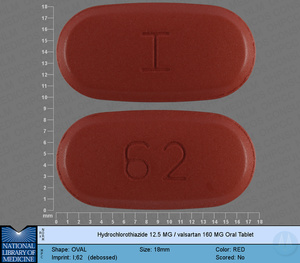 I
62
Hydrochlorothiazide 12.5 MG / valsartan 160 MG Oral Tablet
NATIONAL
LIBRARY OF
MEDICINE
Shape: OVAL Size: 18mm Color: RED
Imprint: I;62 (debossed) Scored: No